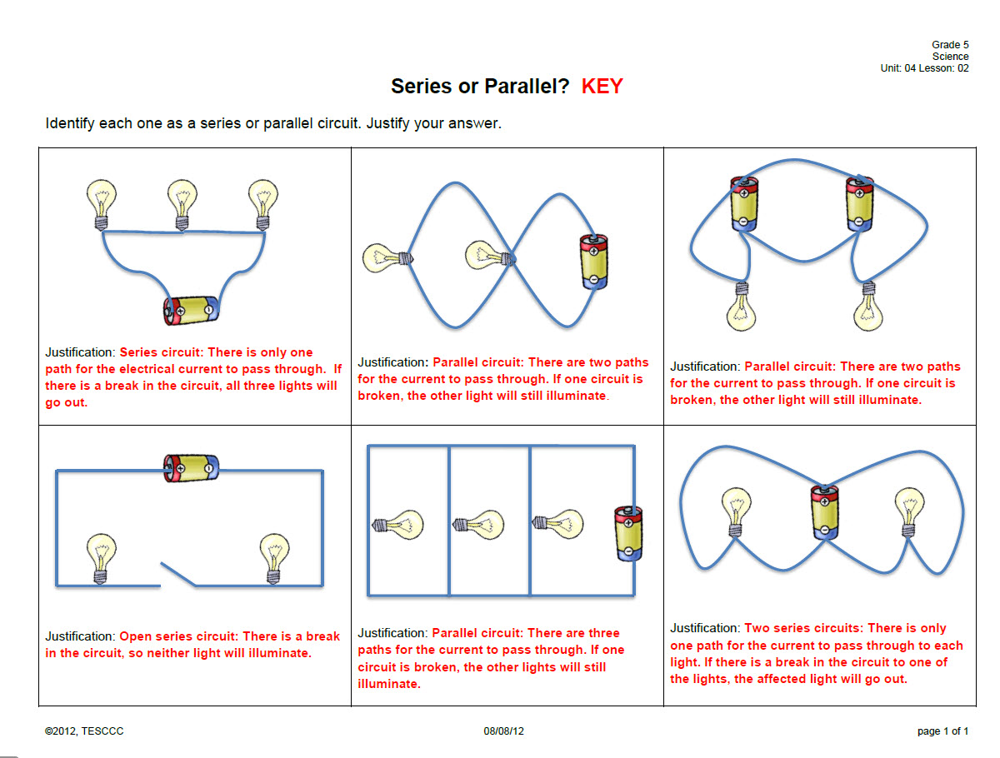 Grade 5
Science
Unit: 04 Lesson: 02
Series or Parallel? KEY
Identify each one as a series or parallel circuit. Justify your answer.
Justification: Series circuit: There is only one
path for the electrical current to pass through. If
there is a break in the circuit, all three lights will
go out.
Justification: Parallel circuit: There are two paths
for the current to pass through. If one circuit is
broken, the other light will still illuminate.
Justification: Parallel circuit: There are two paths
for the current to pass through. If one circuit is
broken, the other light will still illuminate.
Justification: Open series circuit: There is a break
in the circuit, so neither light will illuminate.
Justification: Parallel circuit: There are three
paths for the current to pass through. If one
circuit is broken, the other lights will still
illuminate.
Justification: Two series circuits: There is only
one path for the current to pass through to each
light. If there is a break in the circuit to one of
the lights, the affected light will go out.
©2012, TESCCC
08/08/12
page 1 of 1